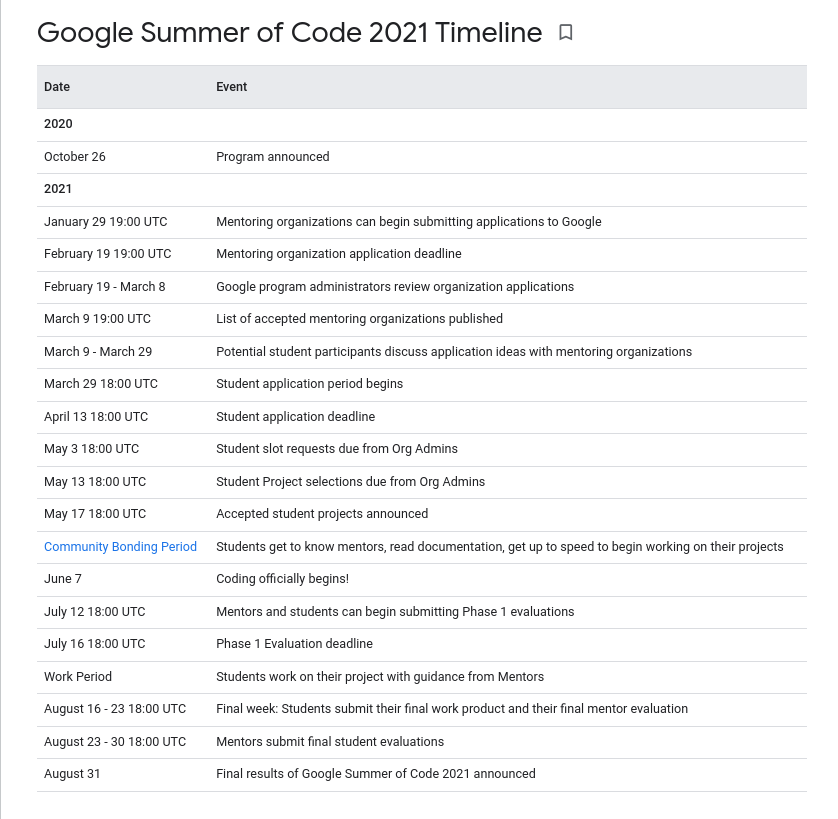 Google Summer of Code 2021 Timeline
Date Event
2020
October 26 Program announced
2021
January 29 19:00 UTC Mentoring organizations can begin submitting applications to Google
February 19 19:00 UTC Mentoring organization application deadline
February 19 - March 8 Google program administrators review organization applications
March 9 19:00 UTC List of accepted mentoring organizations published
March 9 - March 29 Potential student participants discuss application ideas with mentoring organizations
March 29 18:00 UTC Student application period begins
April 13 18:00 UTC Student application deadline
May 3 18:00 UTC Student slot requests due from Org Admins
May 13 18:00 UTC Student Project selections due from Org Admins
May 17 18:00 UTC Accepted student projects announced
Community Bonding Period Students get to know mentors, read documentation, get up to speed to begin working on their projects
June 7 Coding officially begins!
July 12 18:00 UTC Mentors and students can begin submitting Phase 1 evaluations
July 16 18:00 UTC Phase 1 Evaluation deadline
Work Period Students work on their project with guidance from Mentors
August 16 - 23 18:00 UTC Final week: Students submit their final work product and their final mentor evaluation
August 23 - 30 18:00 UTC Mentors submit final student evaluations
August 31 Final results of Google Summer of Code 2021 announced